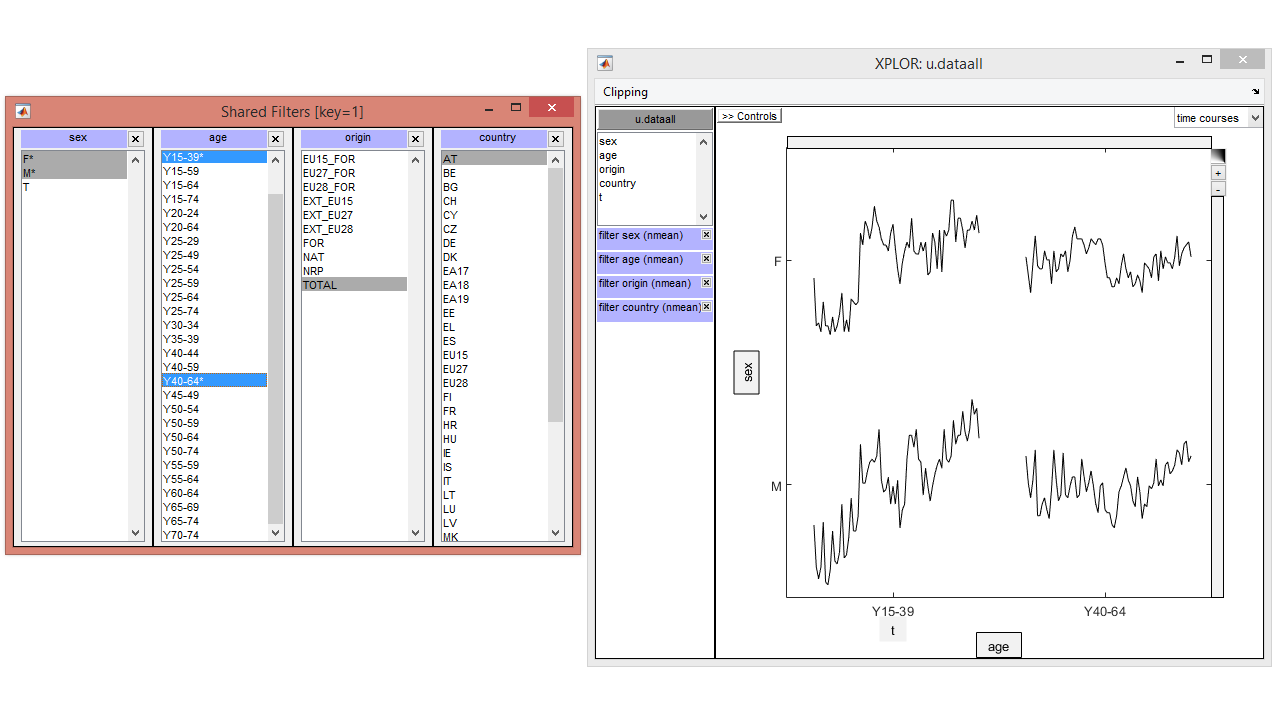 Shared Filters [key=1]
sex
F*
M*
T
age
Y15-39*
Y15-59
Y15-64
Y15-74
Y20-24
Y20-64
Y25-29
Y25-49
Y25-54
Y25-59
Y25-64
Y25-74
Y30-34
Y35-39
Y40-44
Y40-59
Y40-64*
Y45-49
Y50-54
Y50-59
Y50-64
Y50-74
Y55-59
Y55-64
Y60-64
Y65-69
Y65-74
Y70-74
origin
EU15_FOR
EU27_FOR
EU28_FOR
EXT_EU15
EXT_EU27
EXT_EU28
FOR
NAT
NRP
TOTAL
country
AT
BE
BG
CH
CY
CZ
DE
DK
EA17
EA18
EA19
EE
EL
ES
EU15
EU27
EU28
FI
FR
HR
HU
IE
IS
IT
LT
LU
LV
MK
XPLOR: u.dataall
Clipping
u.dataall
sex
age
origin
country
t
filter sex (nmean)
filter age (nmean)
filter origin (nmean)
filter country (nmean)
>> Controls
time courses
+
-
F
sex
M
Y15-39 Y40-64
t
age